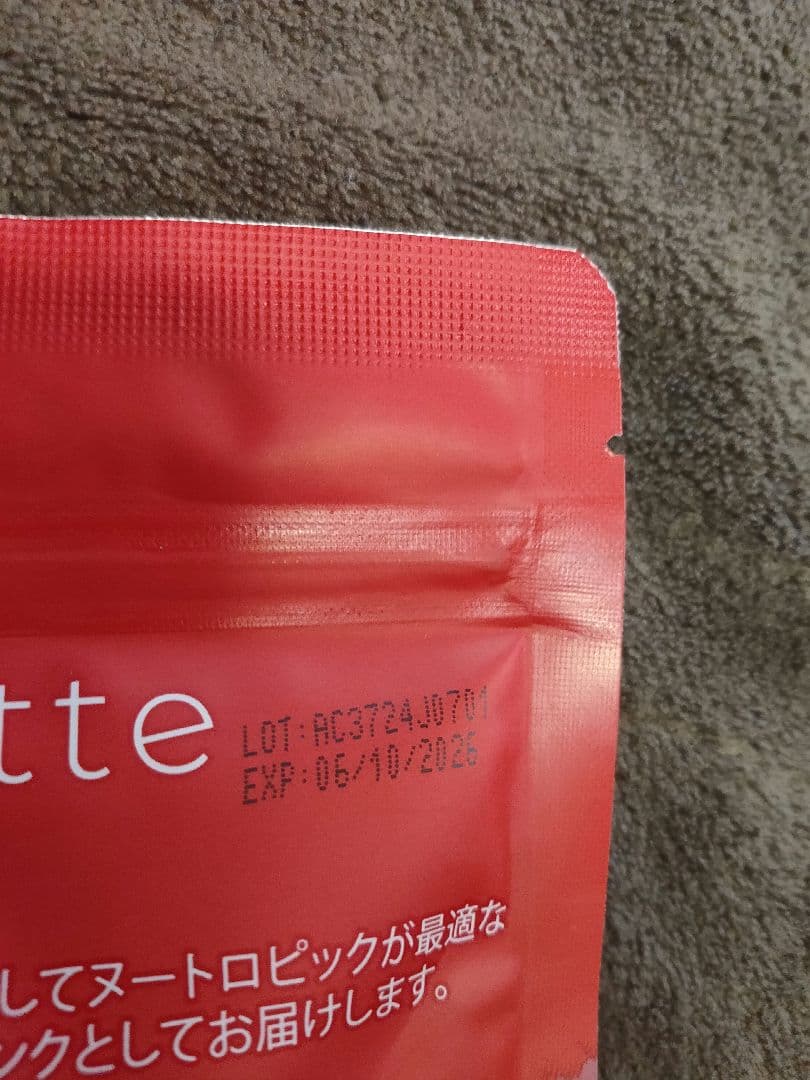 tte
LOT:AC3724J0701
EXP:06/10/2026
してヌートロピックが最適な
ンクとしてお届けします。